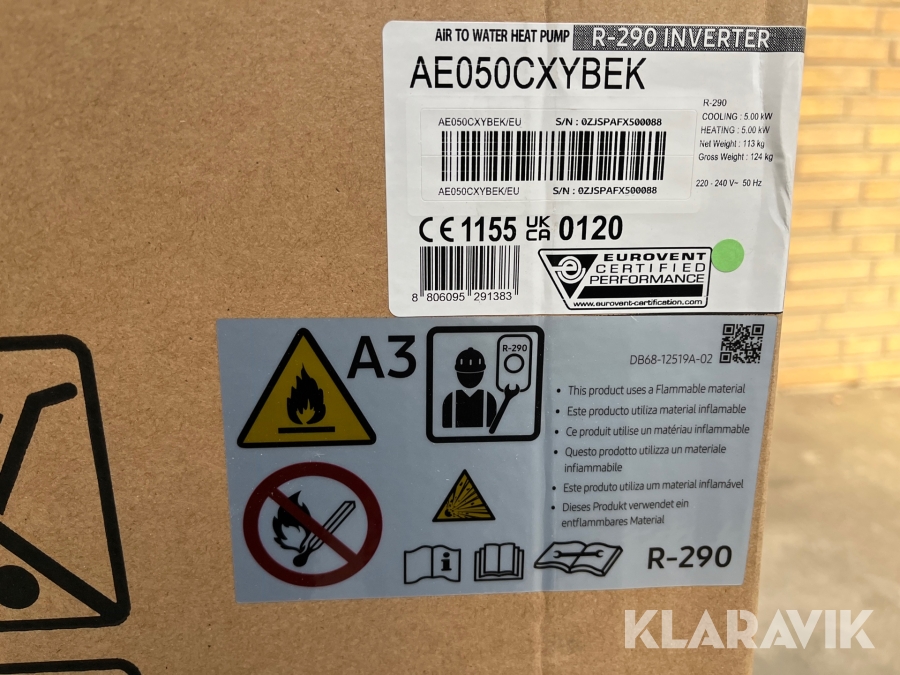 AIR TO WATER HEAT PUMP R-290 INVERTER
AE050CXYBEK
AE050CXYBEK/EU S/N : 0ZJSPAFX500088
AE050CXYBEK/EU S/N : 0ZJSPAFX500088
R-290
COOLING : 5.00 kW
HEATING : 5.00 kW
Net Weight : 113 kg
Gross Weight : 124 kg
220 - 240 V~ 50 Hz
CE 1155 UK CA 0120
8 806095 291383
EUROVENT
CERTIFIED
PERFORMANCE
www.eurovent-certification.com
A3
R-290
DB68-12519A-02
• This product uses a Flammable material
• Este producto utiliza material inflamable
• Ce produit utilise un matériau inflammable
• Questo prodotto utilizza un materiale
infiammabile
• Este produto utiliza um material inflamável
• Dieses Produkt verwendet ein
entflammbares Material
R-290
KLARAVIK